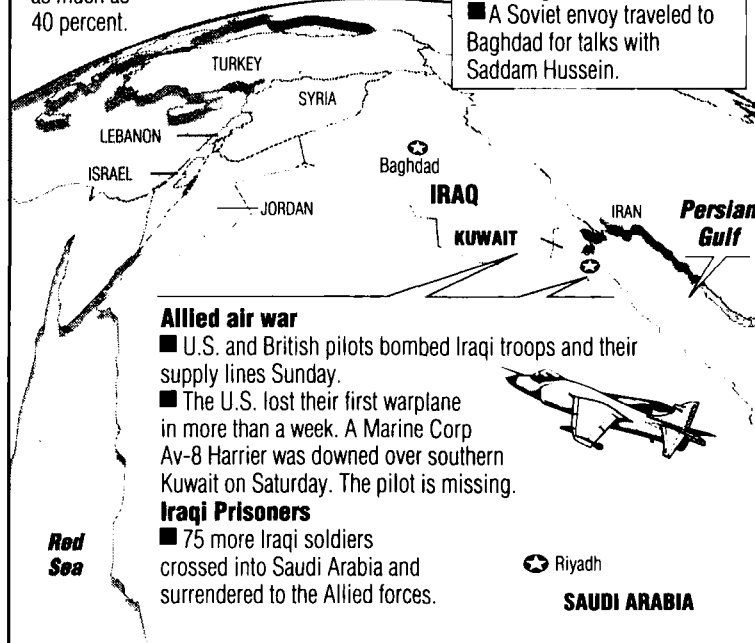 as much as
40 percent.
■ A Soviet envoy traveled to
Baghdad for talks with
Saddam Hussein.
TURKEY
SYRIA
LEBANON
ISRAEL
JORDAN
Baghdad
IRAQ
KUWAIT
IRAN
Persian
Gulf
Allied air war
■ U.S. and British pilots bombed Iraqi troops and their
supply lines Sunday.
■ The U.S. lost their first warplane
in more than a week. A Marine Corp
Av-8 Harrier was downed over southern
Kuwait on Saturday. The pilot is missing.
Iraqi Prisoners
■ 75 more Iraqi soldiers
crossed into Saudi Arabia and
surrendered to the Allied forces.
Red
Sea
Riyadh
SAUDI ARABIA